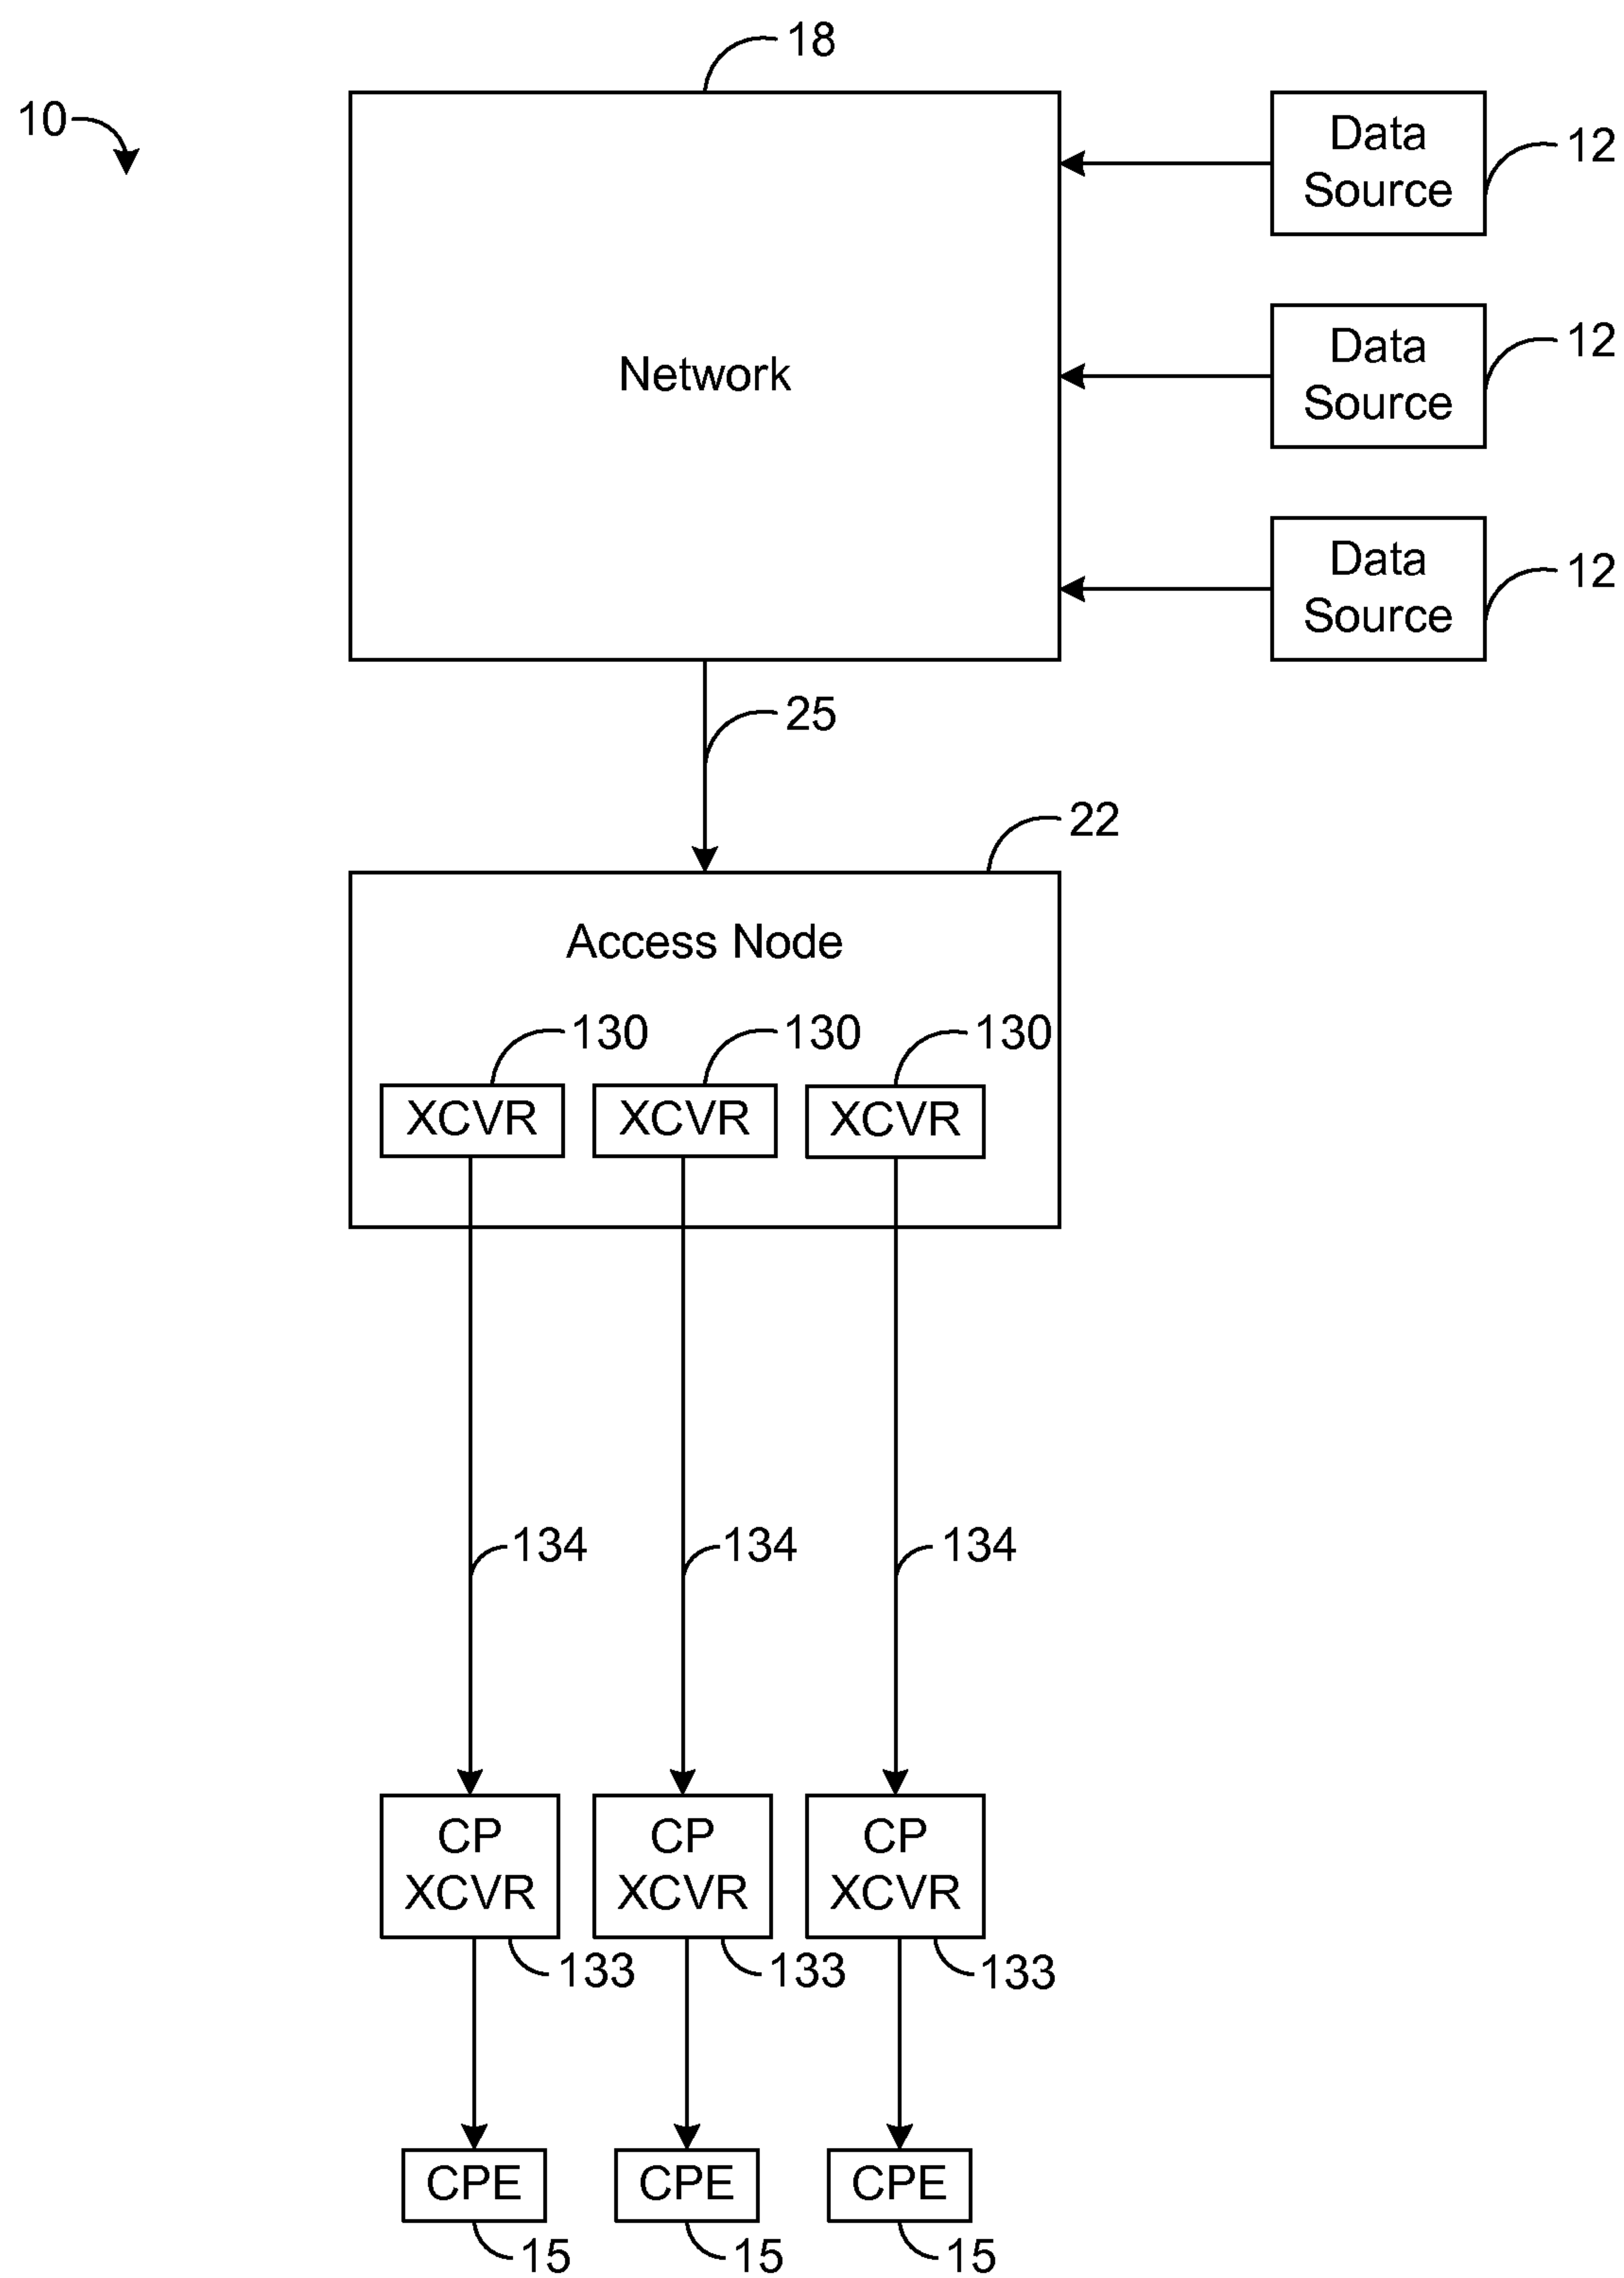 18
10
Data
Source
12
Network
Data
Source
12
Data
Source
12
25
22
Access Node
130
130
130
XCVR
XCVR
XCVR
134
134
134
CP
XCVR
CP
XCVR
CP
XCVR
133
133
133
CPE
CPE
CPE
15
15
15